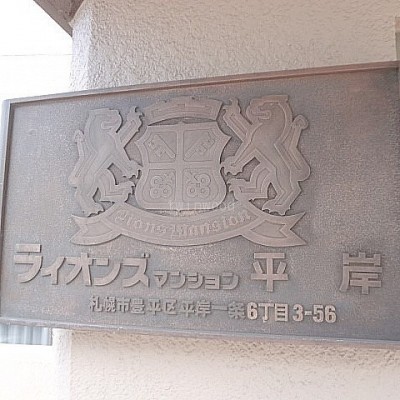 Lions Mansion
ライオンズマンション 平岸
札幌市豊平区平岸一条6丁目3-56